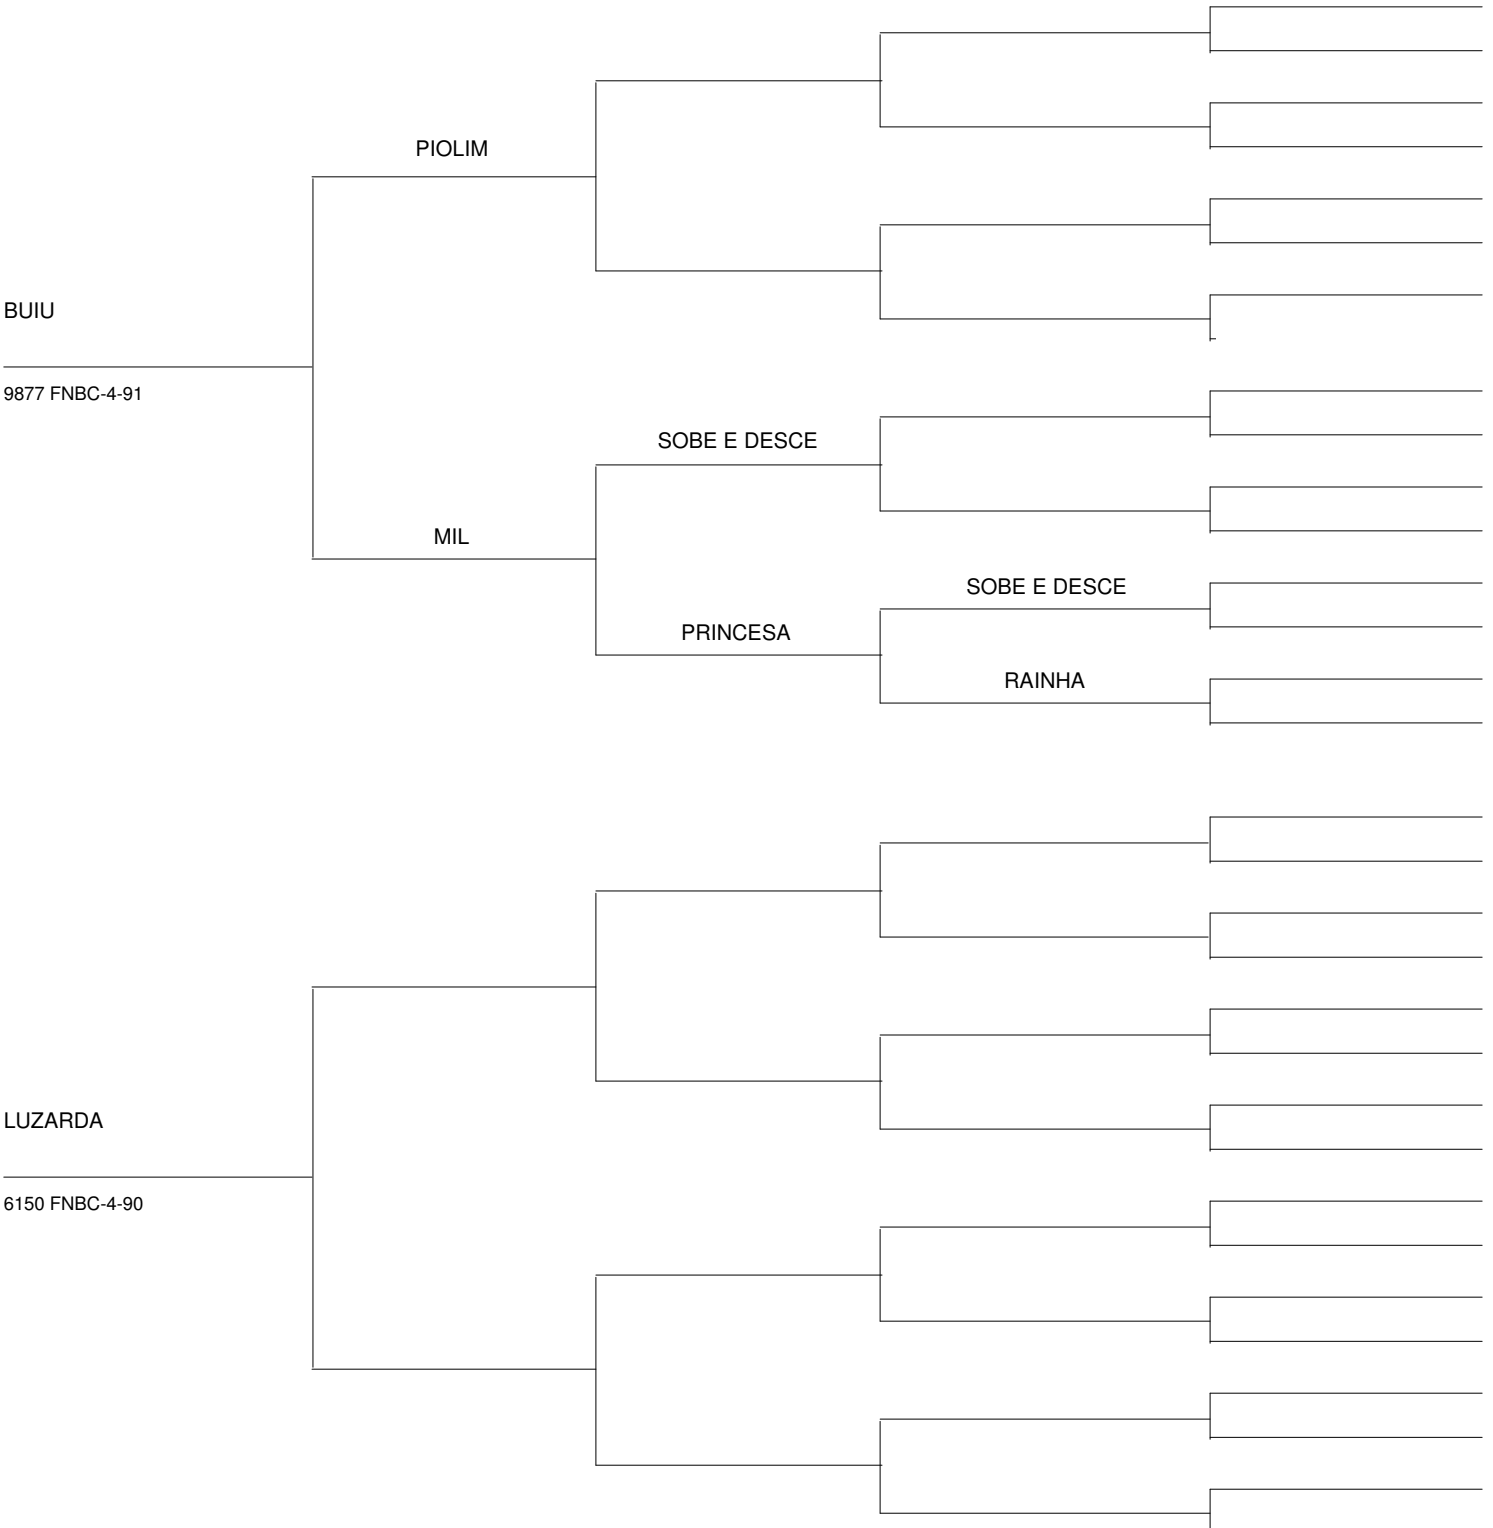 PIOLIM
BUIU
9877 FNBC-4-91
SOBE E DESCE
MIL
SOBE E DESCE
PRINCESA
RAINHA
LUZARDA
6150 FNBC-4-90